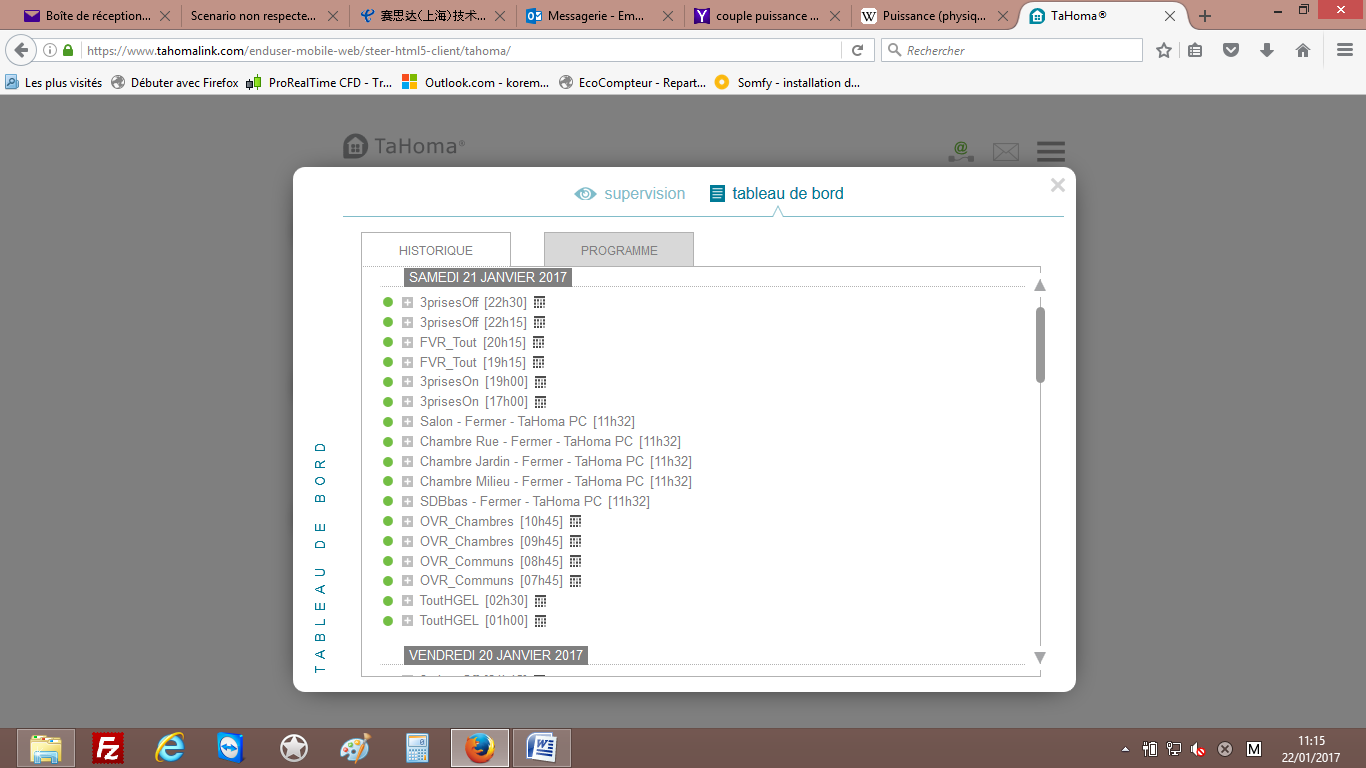 Boîte de réception...
Scenario non respecte...
赛思达(上海)技术...
Messagerie - Em...
couple puissance ...
Puissance (physiq...
TaHoma®
https://www.tahomalink.com/enduser-mobile-web/steer-html5-client/tahoma/
Rechercher
Les plus visités
Débuter avec Firefox
ProRealTime CFD - Tr...
Outlook.com - korem...
EcoCompteur - Repart...
Somfy - installation d...
TaHoma®
supervision
tableau de bord
HISTORIQUE
PROGRAMME
TABLEAU DE BORD
SAMEDI 21 JANVIER 2017
3prisesOff [22h30]
3prisesOff [22h15]
FVR_Tout [20h15]
FVR_Tout [19h15]
3prisesOn [19h00]
3prisesOn [17h00]
Salon - Fermer - TaHoma PC [11h32]
Chambre Rue - Fermer - TaHoma PC [11h32]
Chambre Jardin - Fermer - TaHoma PC [11h32]
Chambre Milieu - Fermer - TaHoma PC [11h32]
SDBbas - Fermer - TaHoma PC [11h32]
OVR_Chambres [10h45]
OVR_Chambres [09h45]
OVR_Communs [08h45]
OVR_Communs [07h45]
ToutHGEL [02h30]
ToutHGEL [01h00]
VENDREDI 20 JANVIER 2017
11:15
22/01/2017